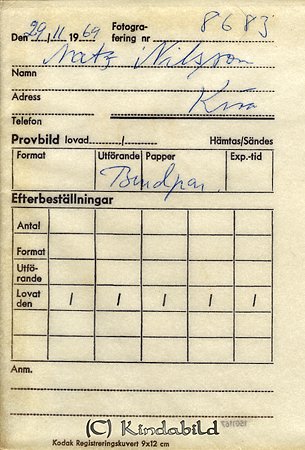 Den 29/11 1969 Fotogra-
fering nr 8683
Matz Nilsson
Namn
Adress
Kisa
Telefon
Provbild lovad....../...... Hämtas/Sändes
Format Utförande Papper Exp.-tid
Brudpar.
Efterbeställningar
Antal
Format
Utfö-
rande
Lovat
den / / / / /
Anm.
(C) Kindabild
Kodak Registreringskuvert 9x12 cm